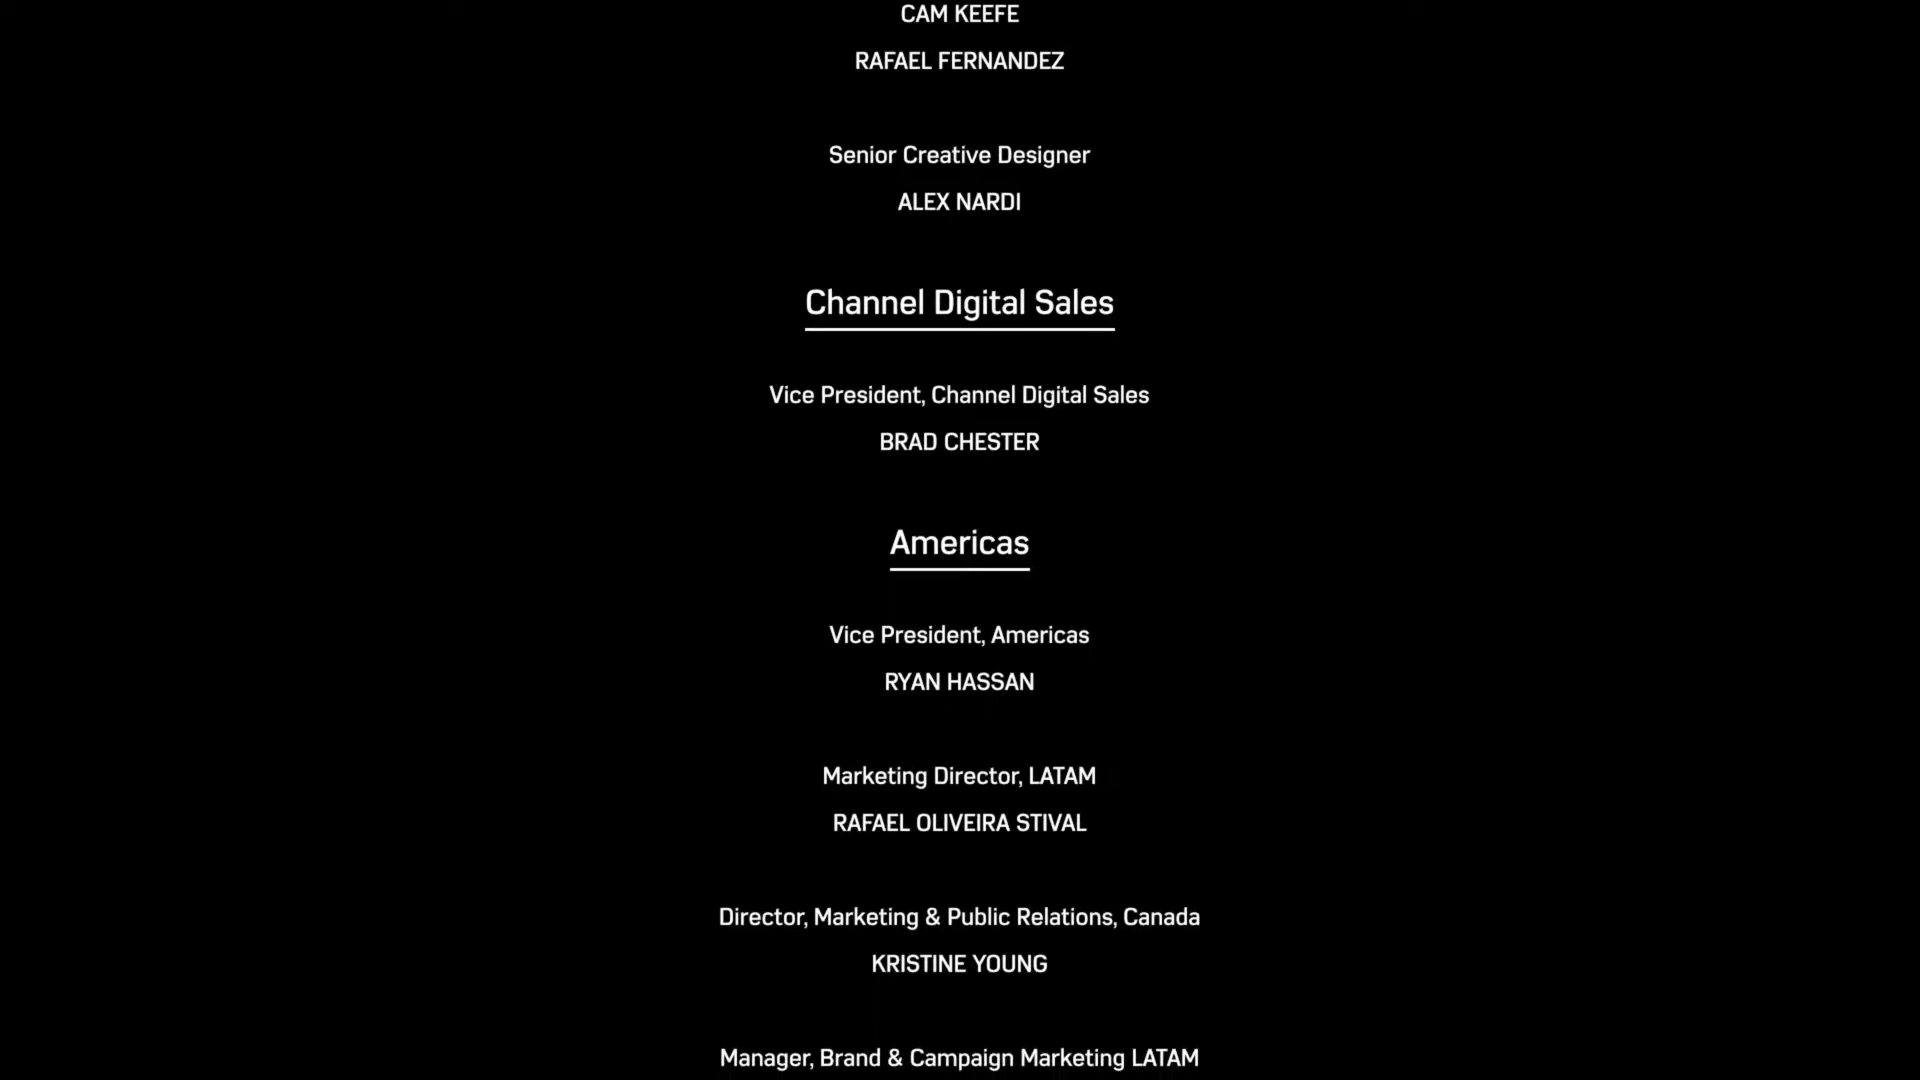 CAM KEEFE
RAFAEL FERNANDEZ
Senior Creative Designer
ALEX NARDI
Channel Digital Sales
Vice President, Channel Digital Sales
BRAD CHESTER
Americas
Vice President, Americas
RYAN HASSAN
Marketing Director, LATAM
RAFAEL OLIVEIRA STIVAL
Director, Marketing & Public Relations, Canada
KRISTINE YOUNG
Manager, Brand & Campaign Marketing LATAM